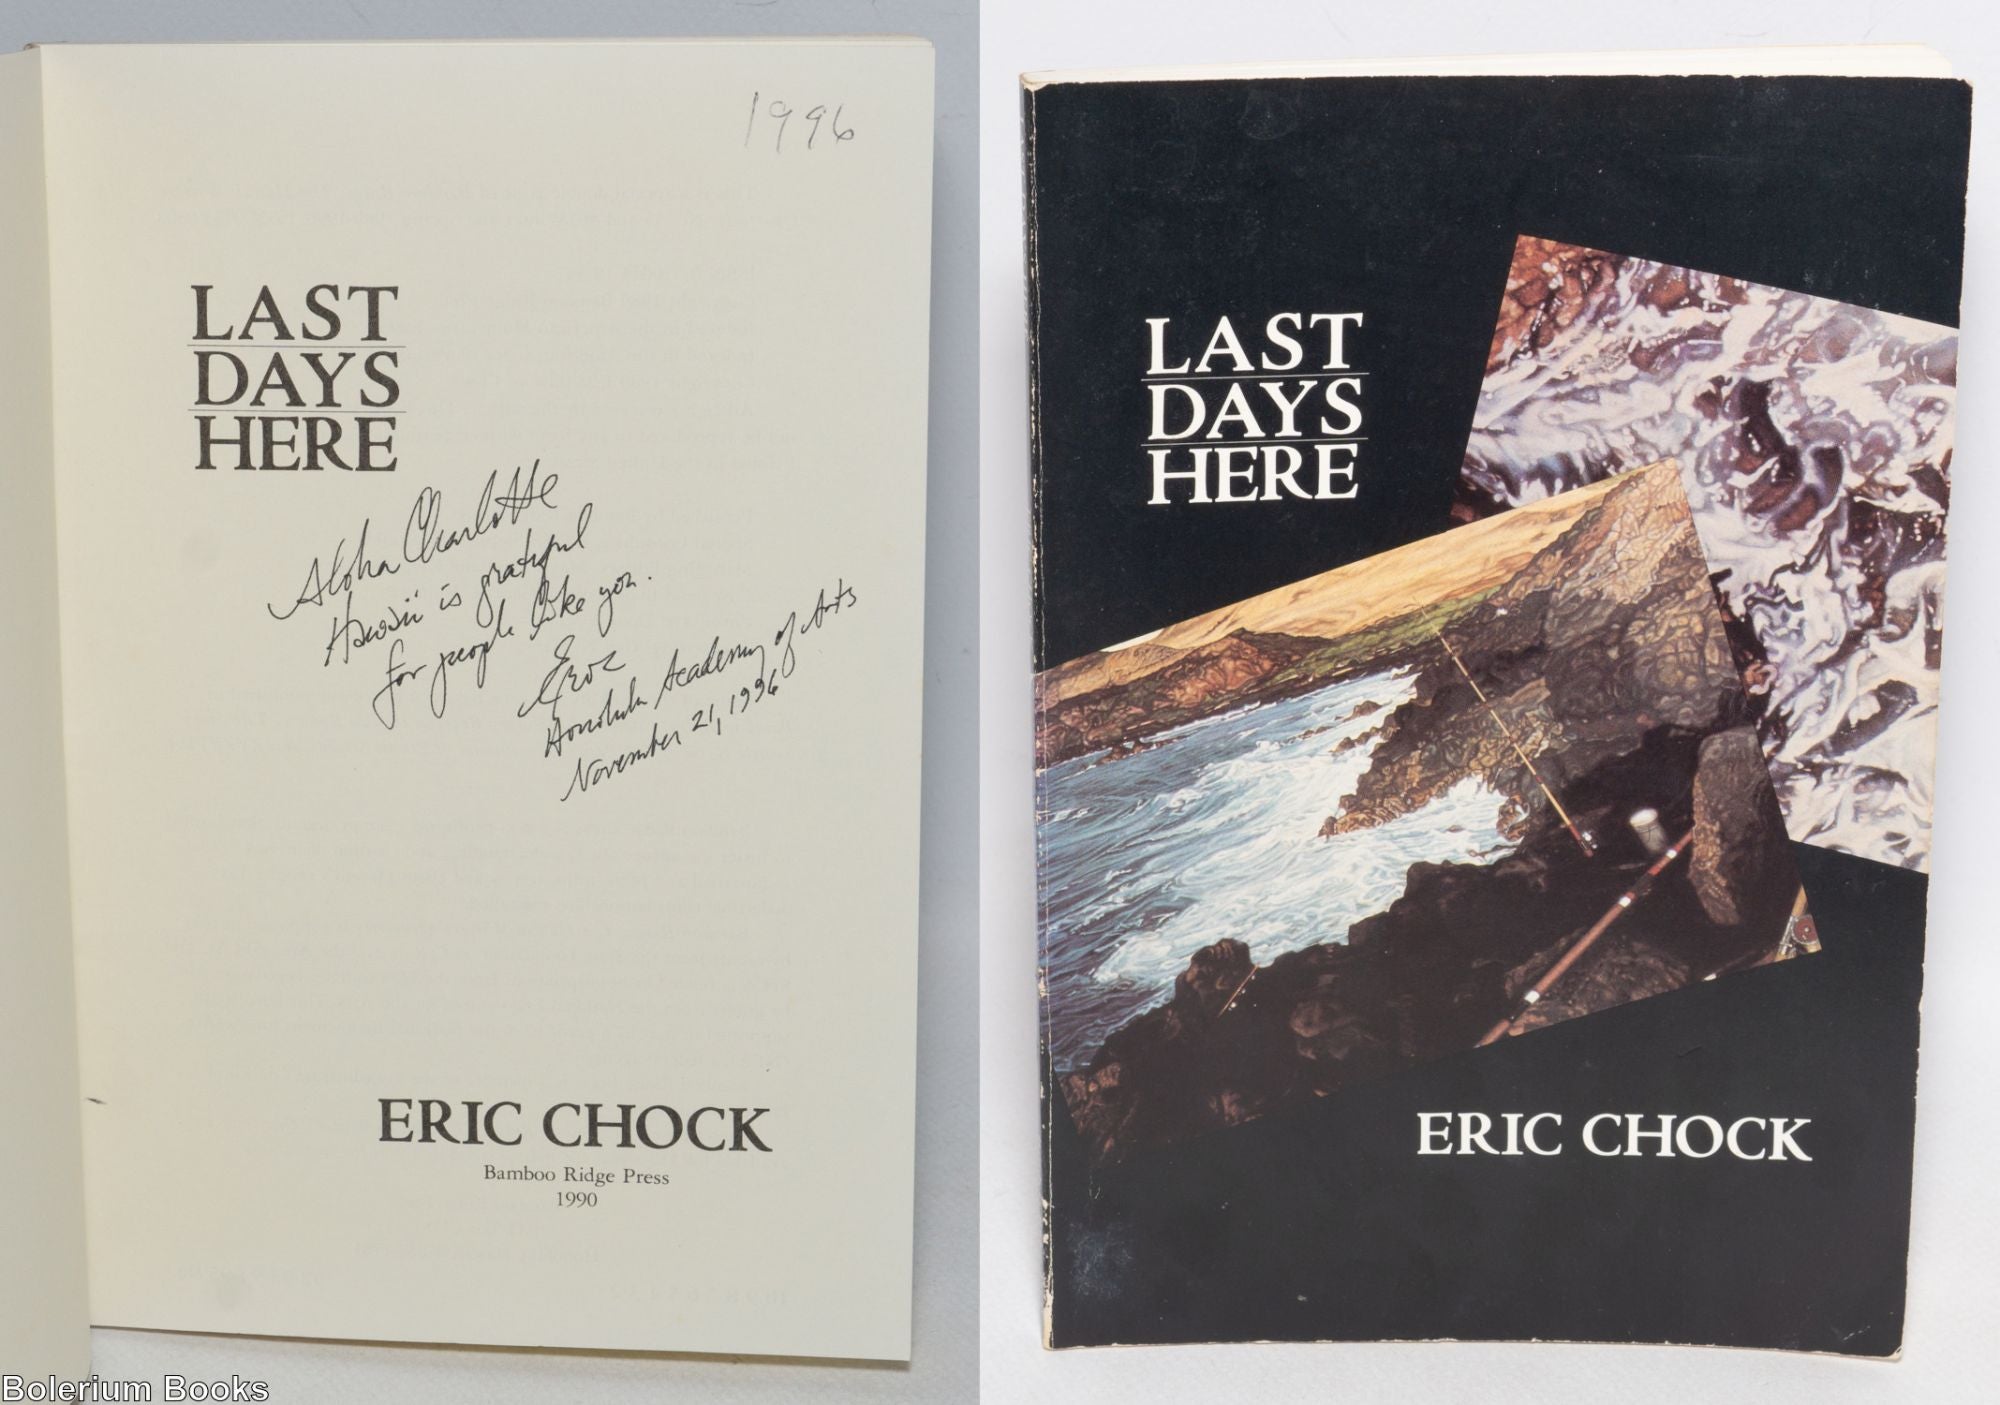 1996
LAST
DAYS
HERE
Aloha Charlotte
Hawaii is grateful
for people like you.
Eric
Honolulu Academy of Arts
November 21, 1996
ERIC CHOCK
Bamboo Ridge Press
1990
LAST
DAYS
HERE
ERIC CHOCK
Bolerium Books